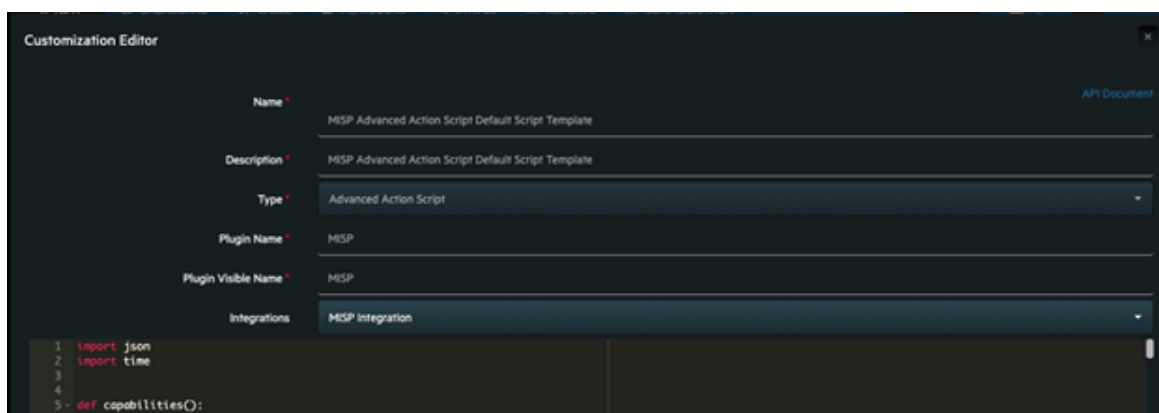 Customization Editor
×
API Document
Name *
MISP Advanced Action Script Default Script Template
Description *
MISP Advanced Action Script Default Script Template
Type *
Advanced Action Script
Plugin Name *
MISP
Plugin Visible Name *
MISP
Integrations
MISP Integration
1 import json
2 import time
3
4
5 - def capabilities():